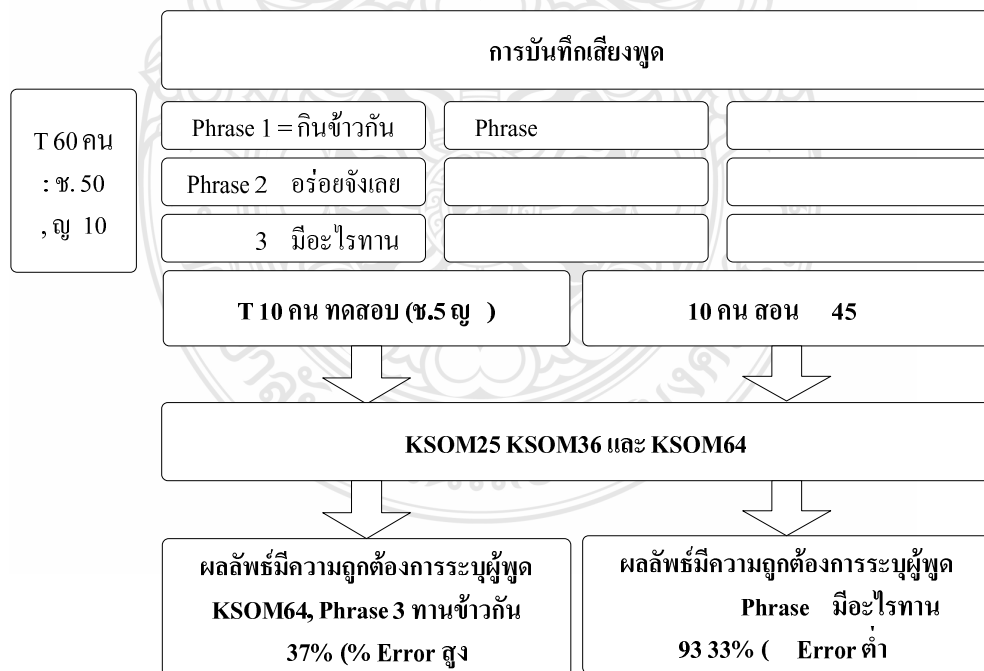 การบันทึกเสียงพูด
T 60 คน
: ช. 50
, ญ 10
Phrase 1 = กินข้าวกัน
Phrase
Phrase 2 อร่อยจังเลย
3 มีอะไรทาน
T 10 คน ทดสอบ (ช.5 ญ )
10 คน สอน 45
KSOM25 KSOM36 และ KSOM64
ผลลัพธ์มีความถูกต้องการระบุผู้พูด
KSOM64, Phrase 3 ทานข้าวกัน
37% (% Error สูง
ผลลัพธ์มีความถูกต้องการระบุผู้พูด
Phrase มีอะไรทาน
93 33% ( Error ต่ำ